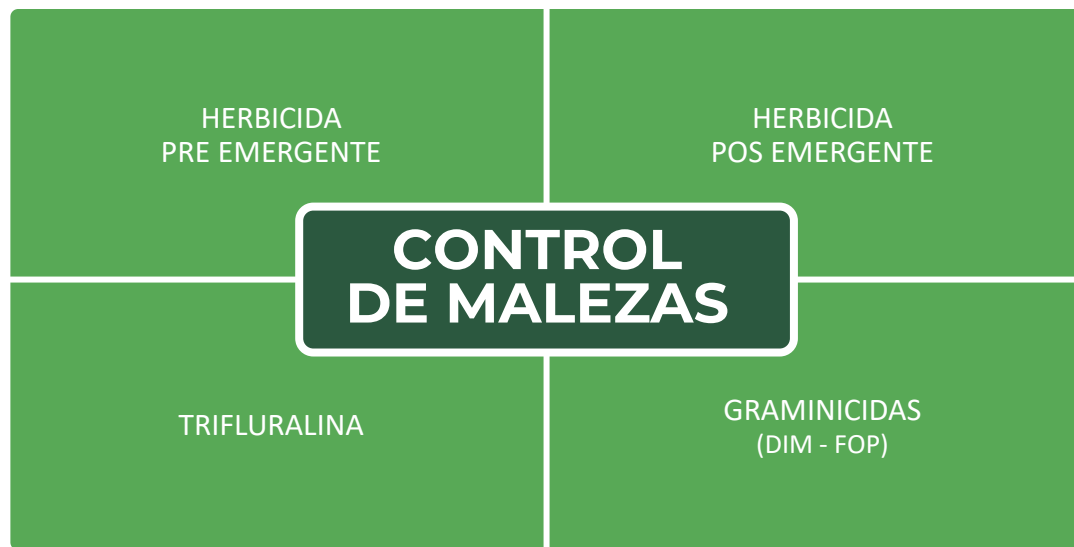 HERBICIDA
PRE EMERGENTE
HERBICIDA
POS EMERGENTE
CONTROL
DE MALEZAS
TRIFLURALINA
GRAMINICIDAS
(DIM - FOP)